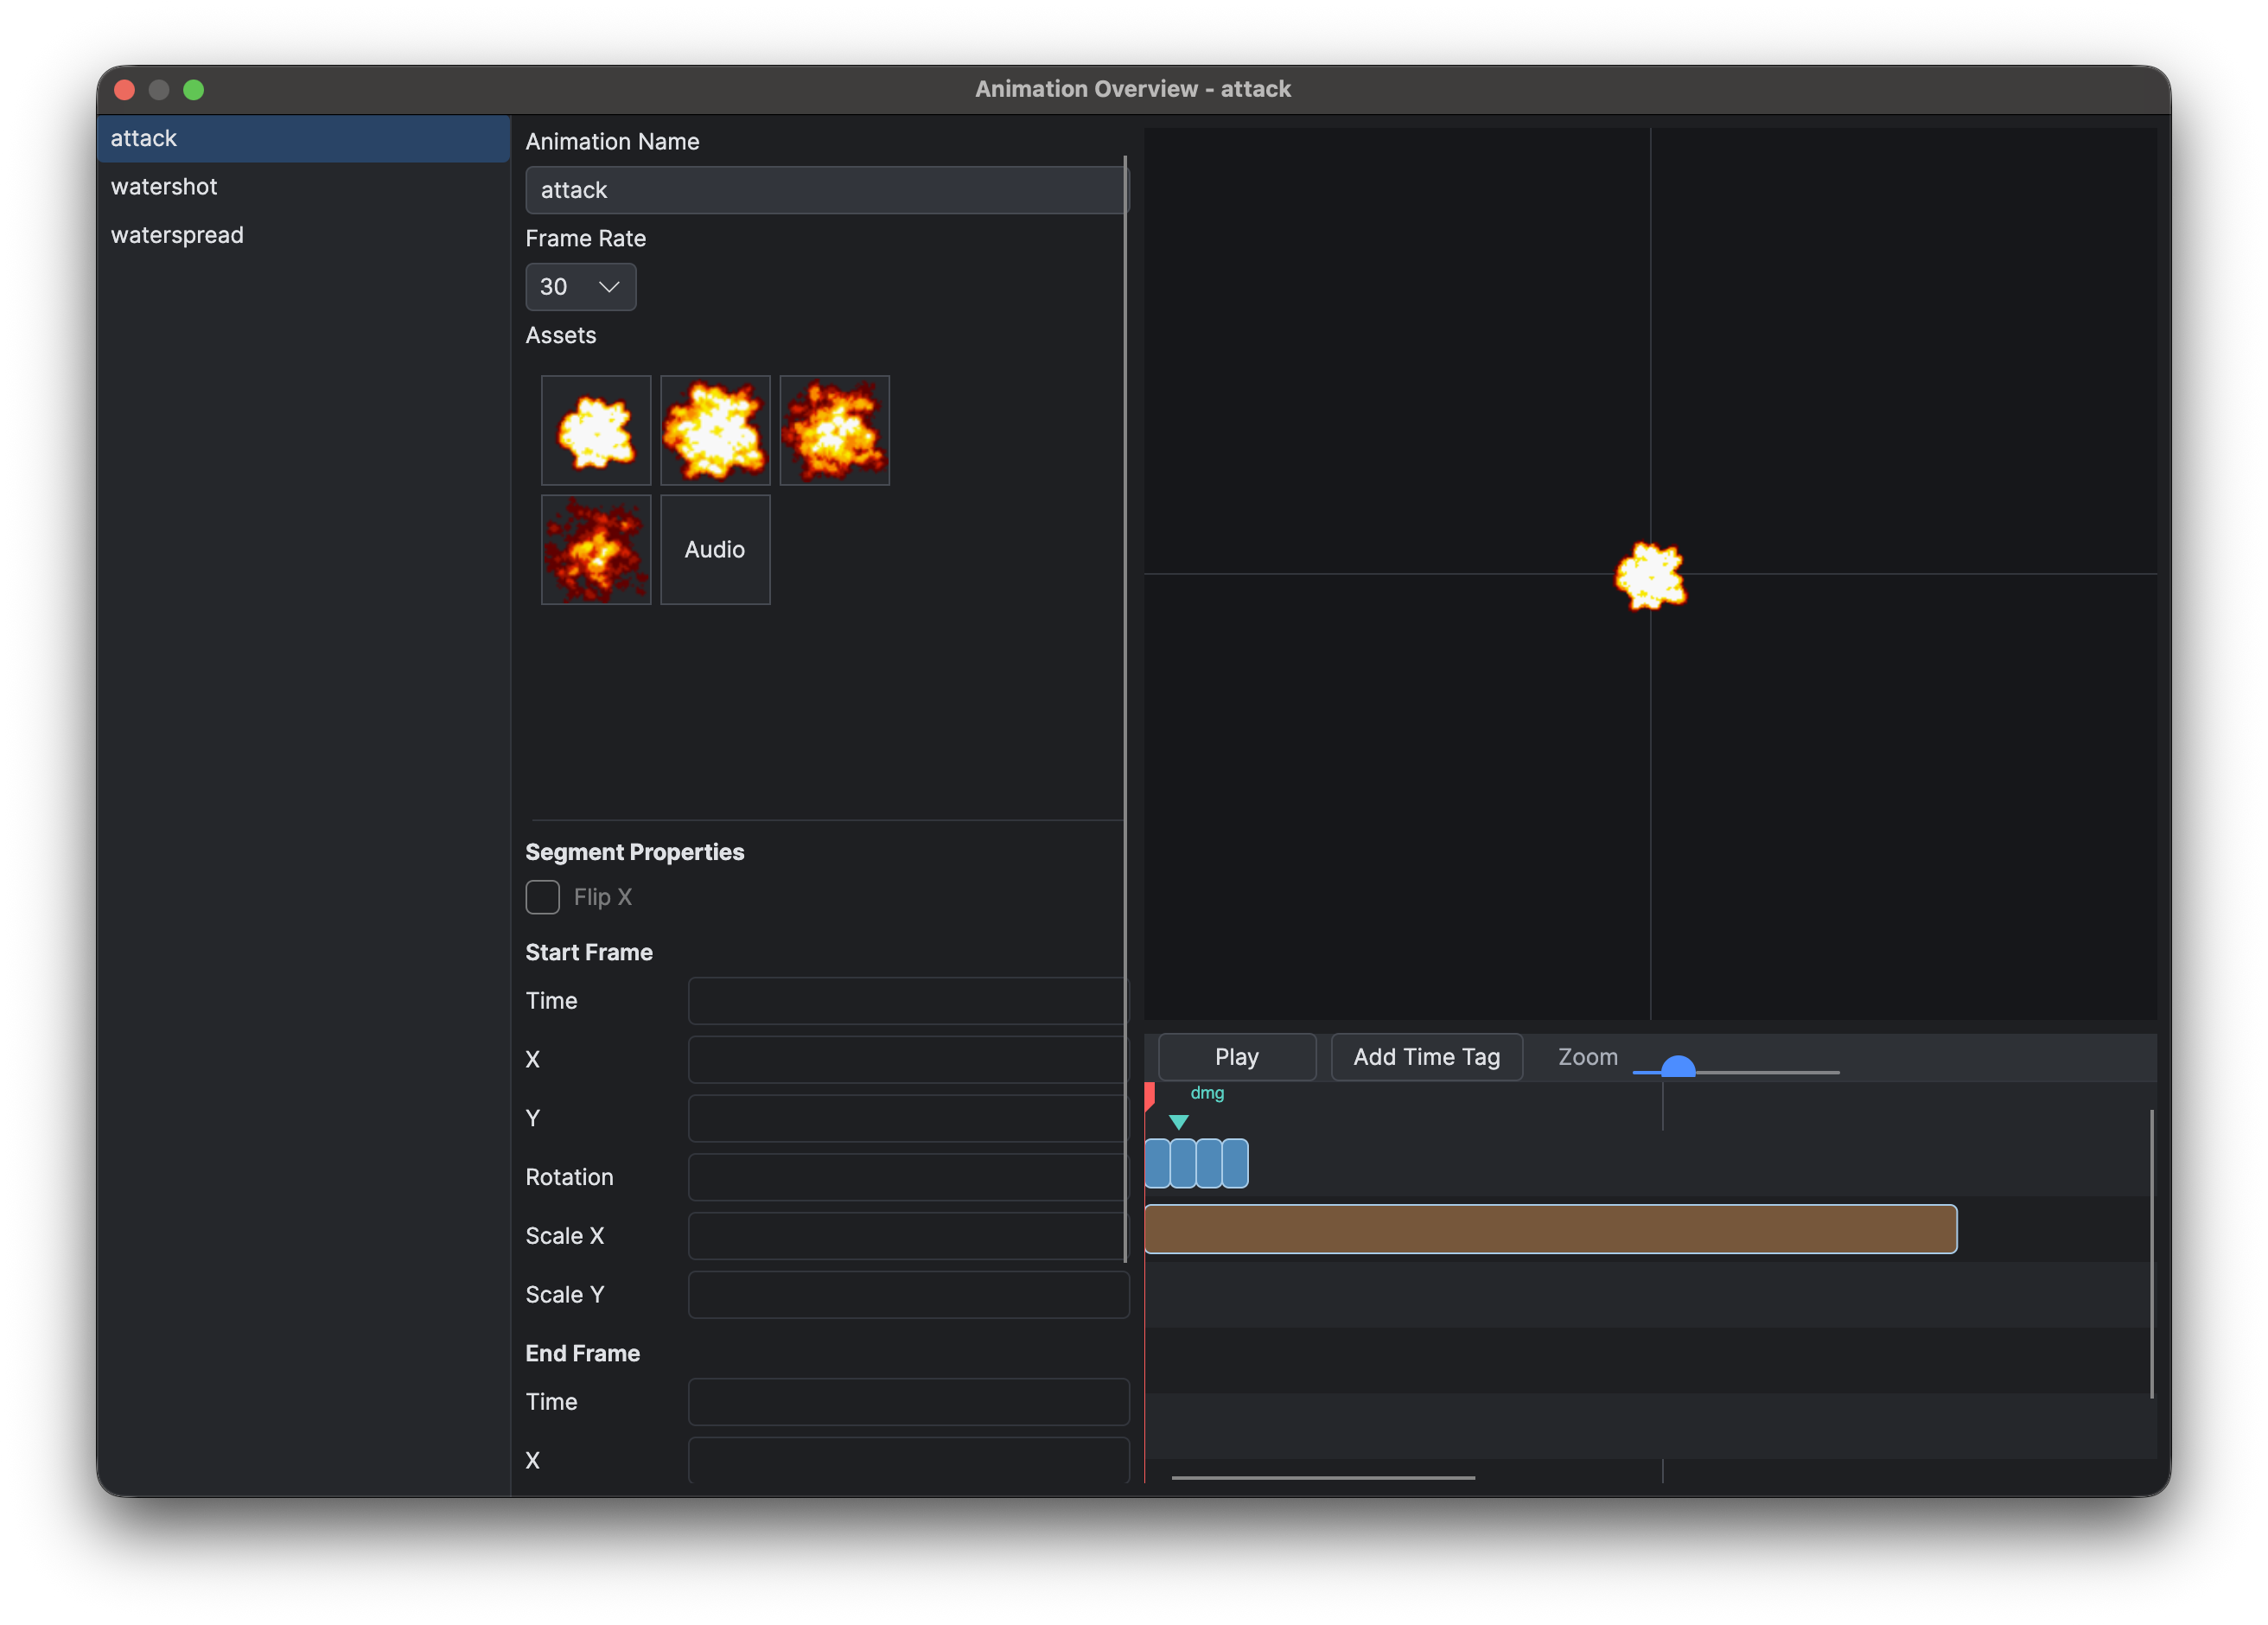 Animation Overview - attack
attack
watershot
waterspread
Animation Name
attack
Frame Rate
30
Assets
Audio
Segment Properties
Flip X
Start Frame
Time
X
Y
Rotation
Scale X
Scale Y
End Frame
Time
X
Play
Add Time Tag
Zoom
dmg